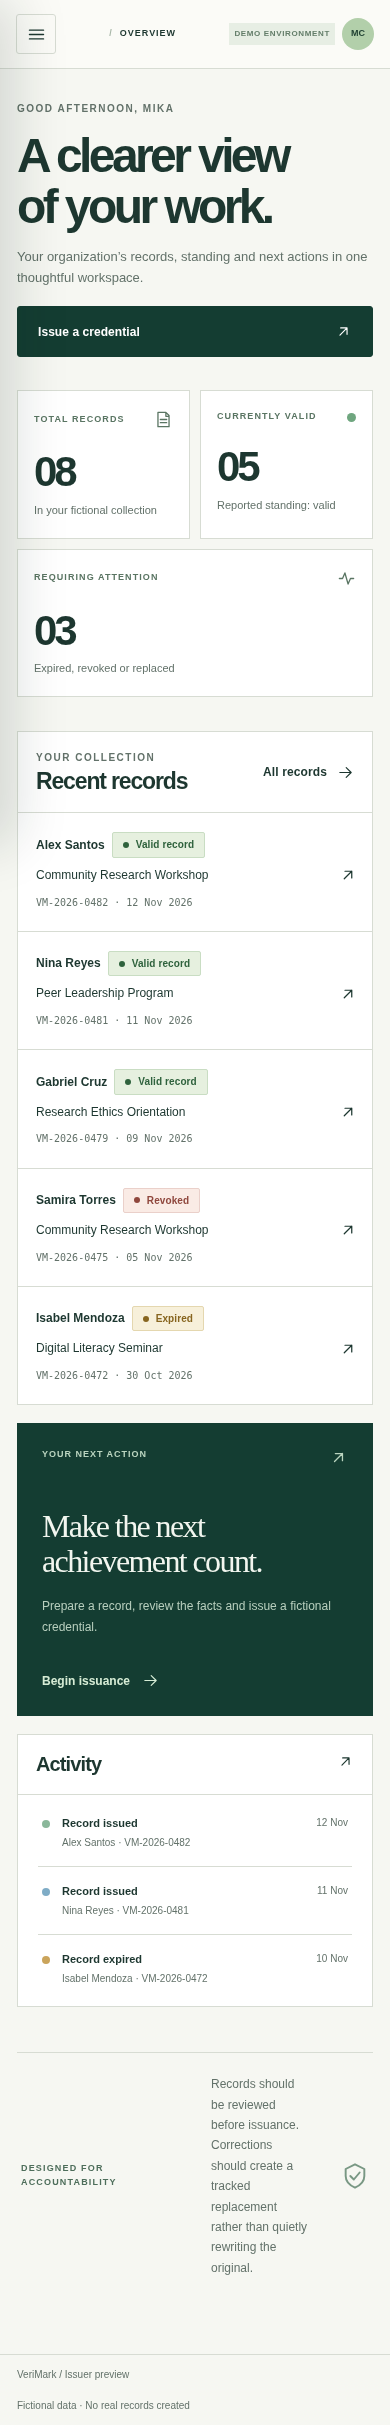 / OVERVIEW
DEMO ENVIRONMENT
MC
GOOD AFTERNOON, MIKA
A clearer view
of your work.
Your organization's records, standing and next actions in one
thoughtful workspace.
Issue a credential
TOTAL RECORDS
08
In your fictional collection
CURRENTLY VALID
05
Reported standing: valid
REQUIRING ATTENTION
03
Expired, revoked or replaced
YOUR COLLECTION
Recent records
All records
Alex Santos
Valid record
Community Research Workshop
VM-2026-0482 · 12 Nov 2026
Nina Reyes
Valid record
Peer Leadership Program
VM-2026-0481 · 11 Nov 2026
Gabriel Cruz
Valid record
Research Ethics Orientation
VM-2026-0479 · 09 Nov 2026
Samira Torres
Revoked
Community Research Workshop
VM-2026-0475 · 05 Nov 2026
Isabel Mendoza
Expired
Digital Literacy Seminar
VM-2026-0472 · 30 Oct 2026
YOUR NEXT ACTION
Make the next
achievement count.
Prepare a record, review the facts and issue a fictional
credential.
Begin issuance
Activity
Record issued
12 Nov
Alex Santos · VM-2026-0482
Record issued
11 Nov
Nina Reyes · VM-2026-0481
Record expired
10 Nov
Isabel Mendoza · VM-2026-0472
DESIGNED FOR
ACCOUNTABILITY
Records should
be reviewed
before issuance.
Corrections
should create a
tracked
replacement
rather than quietly
rewriting the
original.
VeriMark / Issuer preview
Fictional data · No real records created